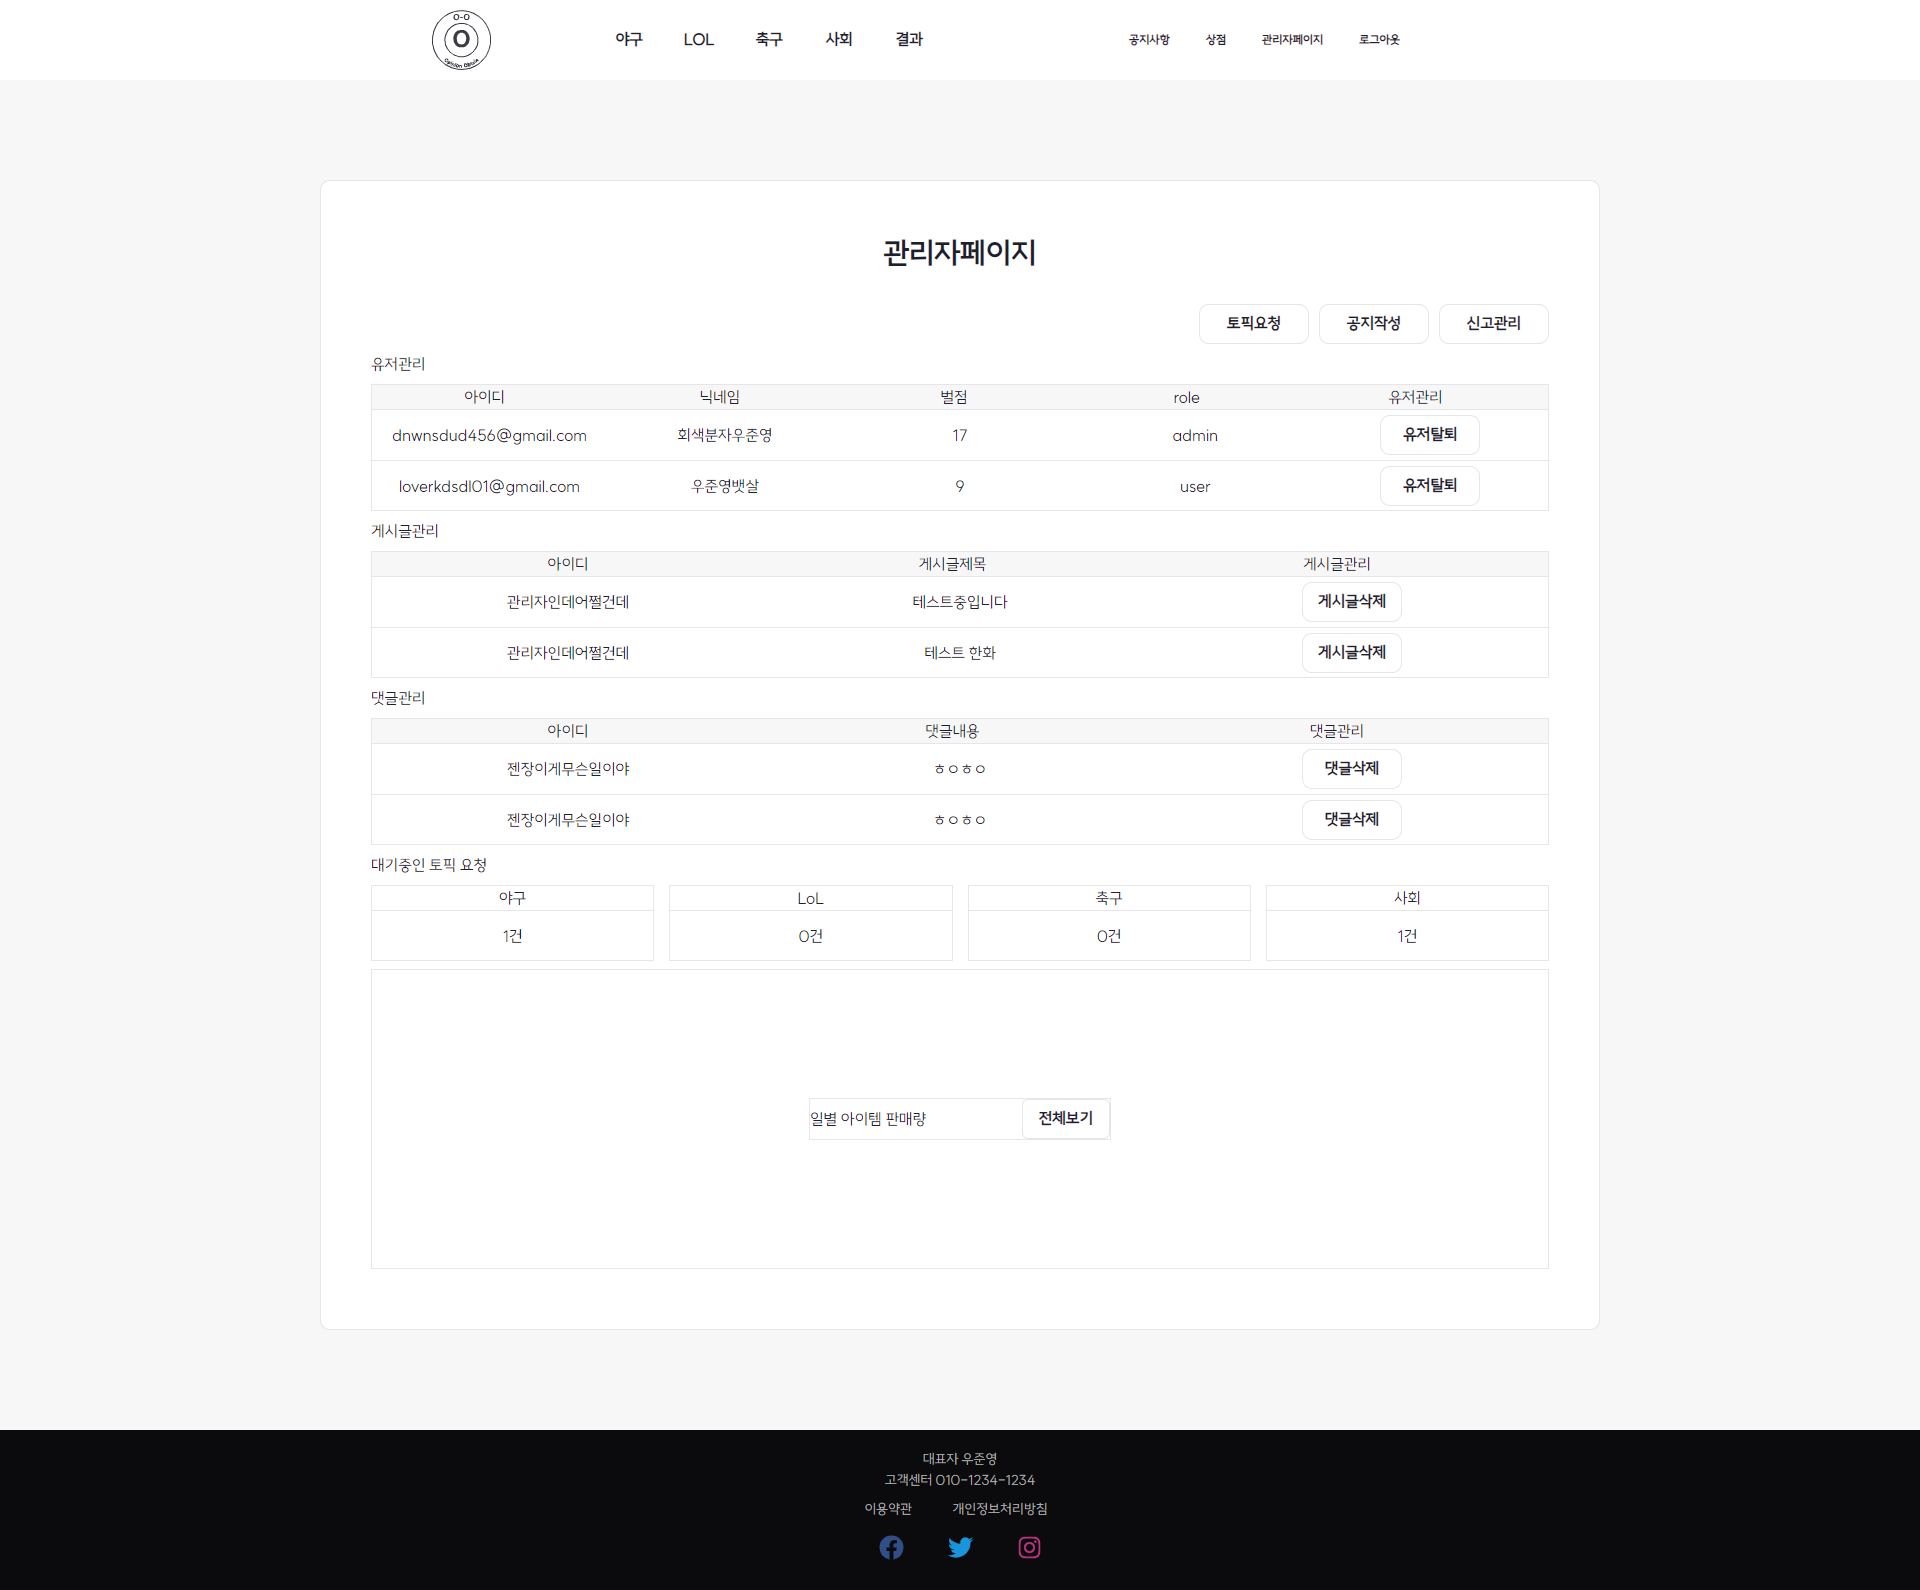 O-O
O
Opinion Ocean
야구 LOL 축구 사회 결과
공지사항 상점 관리자페이지 로그아웃
관리자페이지
토픽요청 공지작성 신고관리
유저관리
아이디 닉네임 벌점 role 유저관리
dnwnsdud456@gmail.com 회색분자우준영 17 admin 유저탈퇴
loverkdsdl01@gmail.com 우준영뱃살 9 user 유저탈퇴
게시글관리
아이디 게시글제목 게시글관리
관리자인데어쩔건데 테스트중입니다 게시글삭제
관리자인데어쩔건데 테스트 한화 게시글삭제
댓글관리
아이디 댓글내용 댓글관리
젠장이게무슨일이야 ㅎㅇㅎㅇ 댓글삭제
젠장이게무슨일이야 ㅎㅇㅎㅇ 댓글삭제
대기중인 토픽 요청
야구 LoL 축구 사회
1건 0건 0건 1건
일별 아이템 판매량 전체보기
대표자 우준영
고객센터 010-1234-1234
이용약관 개인정보처리방침